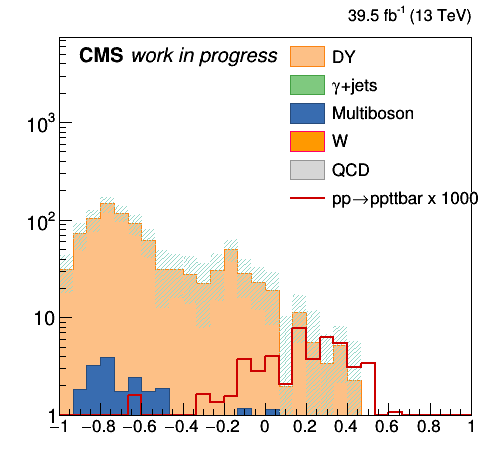 39.5 fb⁻¹ (13 TeV)
CMS work in progress
DY
γ+jets
Multiboson
W
QCD
pp→ppttbar x 1000
10³
10²
10
1
−1 −0.8 −0.6 −0.4 −0.2 0 0.2 0.4 0.6 0.8 1